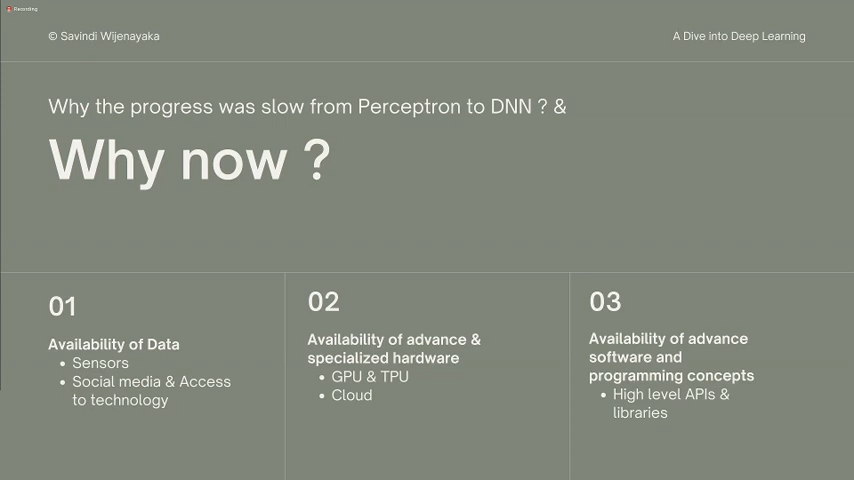 Recording
© Savindi Wijenayaka
A Dive into Deep Learning
Why the progress was slow from Perceptron to DNN ? &
Why now ?
01
Availability of Data
• Sensors
• Social media & Access
to technology
02
Availability of advance &
specialized hardware
• GPU & TPU
• Cloud
03
Availability of advance
software and
programming concepts
• High level APIs &
libraries